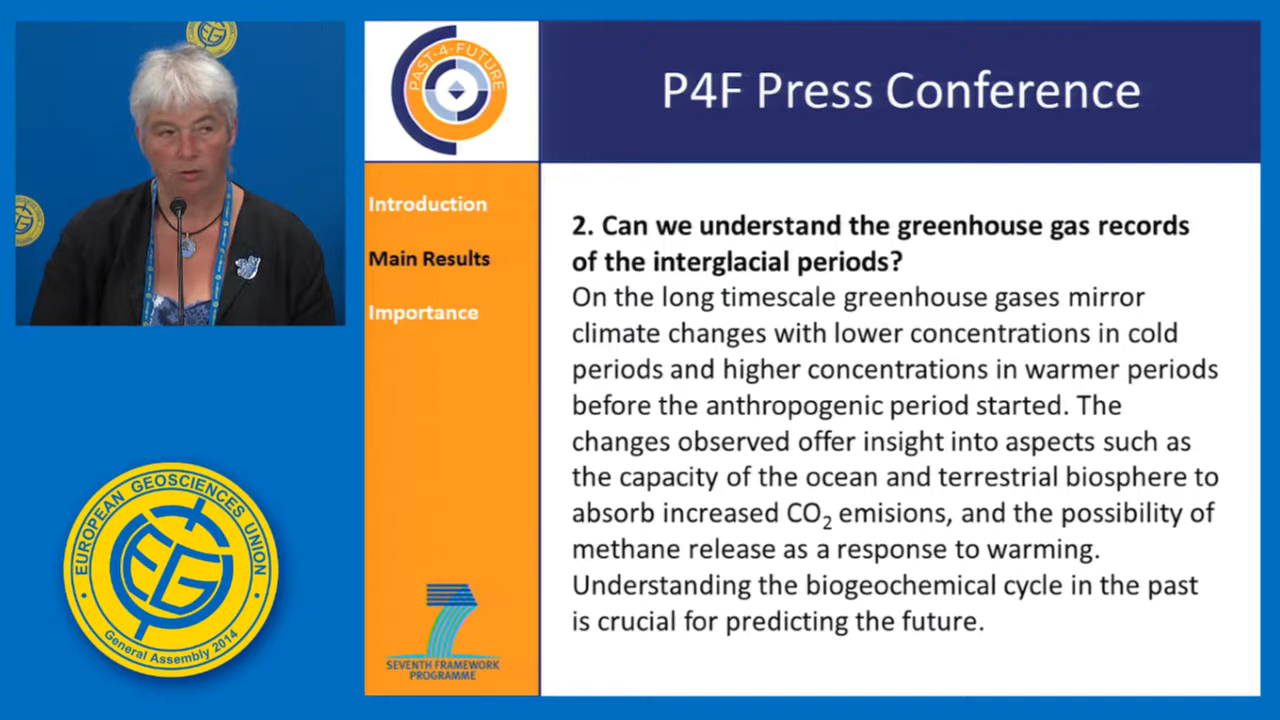 PAST-4-FUTURE
P4F Press Conference
Introduction
Main Results
Importance
2. Can we understand the greenhouse gas records
of the interglacial periods?
On the long timescale greenhouse gases mirror
climate changes with lower concentrations in cold
periods and higher concentrations in warmer periods
before the anthropogenic period started. The
changes observed offer insight into aspects such as
the capacity of the ocean and terrestrial biosphere to
absorb increased CO₂ emisions, and the possibility of
methane release as a response to warming.
Understanding the biogeochemical cycle in the past
is crucial for predicting the future.
EUROPEAN GEOSCIENCES UNION
EGU
General Assembly 2014
SEVENTH FRAMEWORK
PROGRAMME